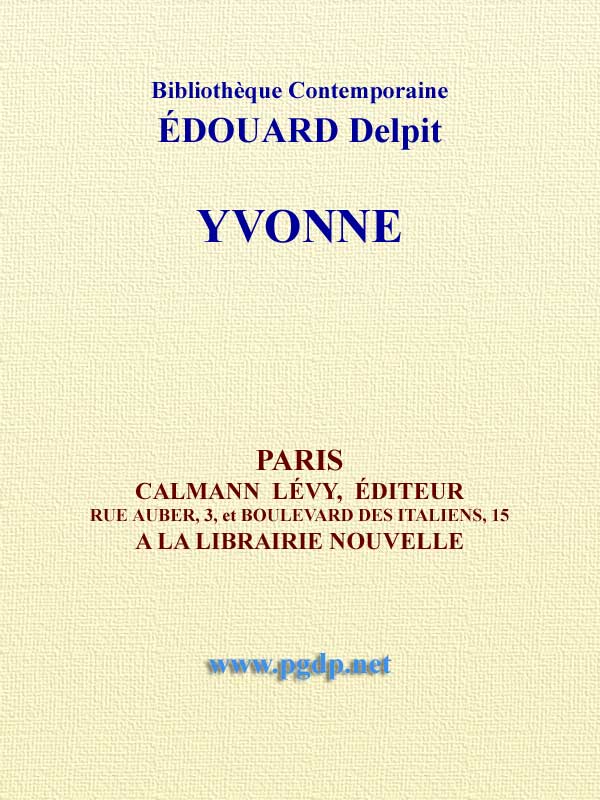 Bibliothèque Contemporaine
ÉDOUARD Delpit
YVONNE
PARIS
CALMANN LÉVY, ÉDITEUR
RUE AUBER, 3, et BOULEVARD DES ITALIENS, 15
A LA LIBRAIRIE NOUVELLE
www.pgdp.net